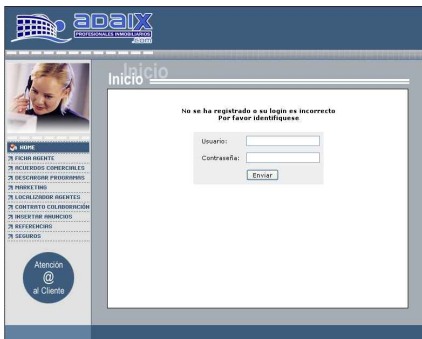 adaix
PROFESIONALES INMOBILIARIOS
.com
Inicio
Inicio
No se ha registrado o su login es incorrecto
Por favor identifiquese
Usuario:
Contraseña:
Enviar
HOME
FICHA AGENTE
ACUERDOS COMERCIALES
DESCARGAR PROGRAMAS
MARKETING
LOCALIZADOR AGENTES
CONTRATO COLABORACIÓN
INSERTAR ANUNCIOS
REFERENCIAS
SEGUROS
Atención
@
al Cliente